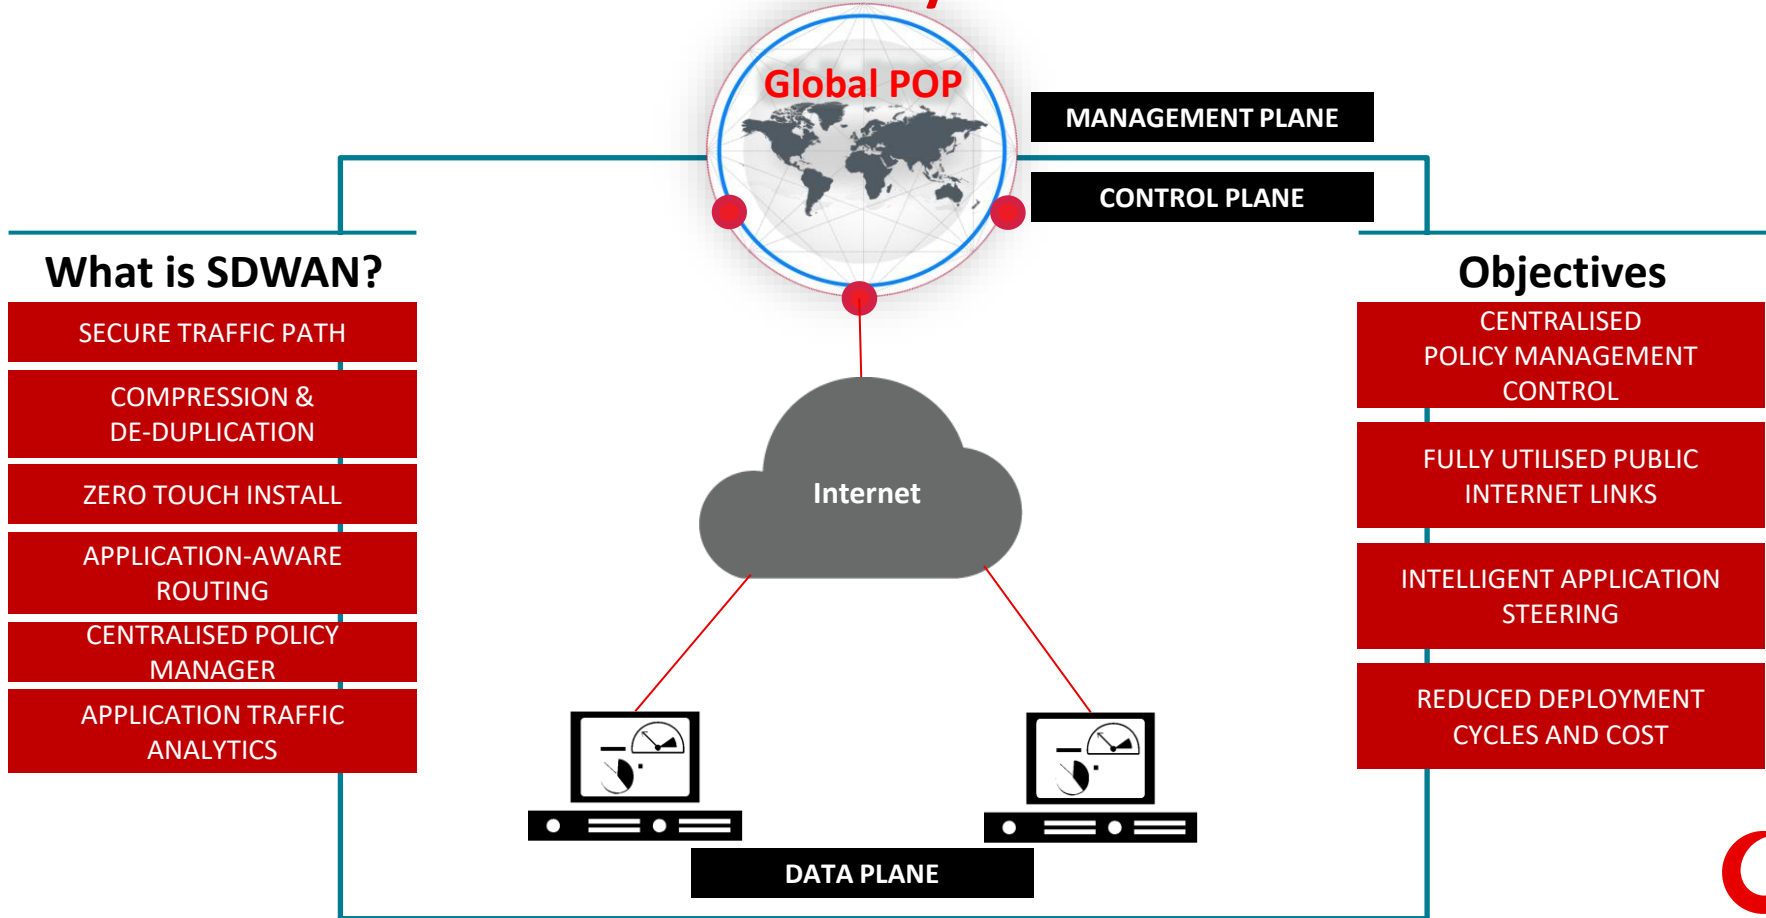 Global POP
MANAGEMENT PLANE
CONTROL PLANE
What is SDWAN?
SECURE TRAFFIC PATH
COMPRESSION &
DE-DUPLICATION
ZERO TOUCH INSTALL
APPLICATION-AWARE
ROUTING
CENTRALISED POLICY
MANAGER
APPLICATION TRAFFIC
ANALYTICS
Internet
DATA PLANE
Objectives
CENTRALISED
POLICY MANAGEMENT
CONTROL
FULLY UTILISED PUBLIC
INTERNET LINKS
INTELLIGENT APPLICATION
STEERING
REDUCED DEPLOYMENT
CYCLES AND COST